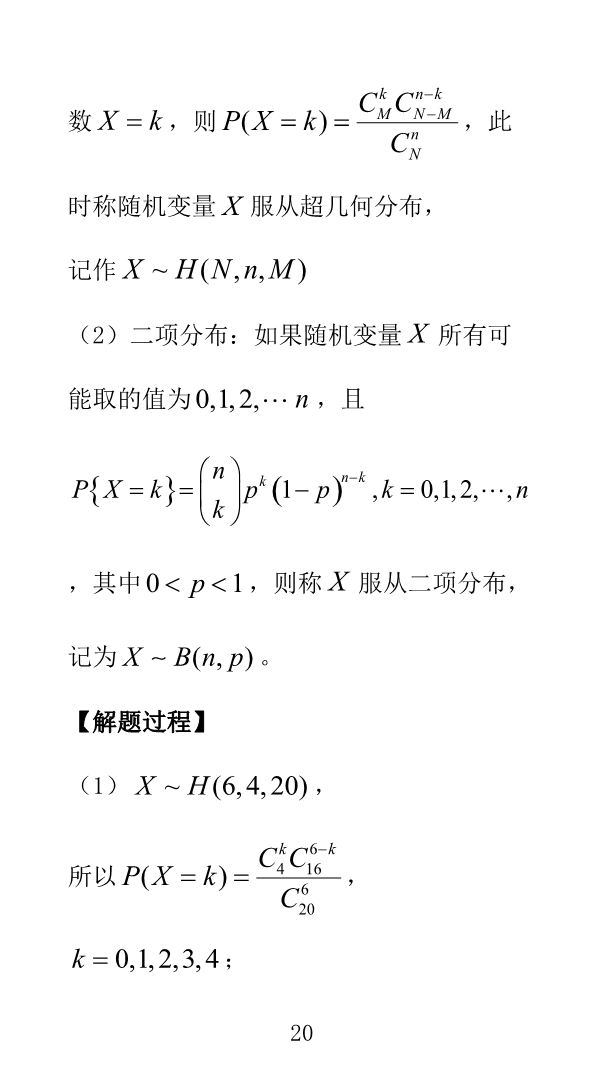 数 $X=k$，则 $P(X=k)=\dfrac{C_M^k C_{N-M}^{n-k}}{C_N^n}$，此
时称随机变量 $X$ 服从超几何分布，
记作 $X \sim H(N,n,M)$
（2）二项分布：如果随机变量 $X$ 所有可
能取的值为 $0,1,2,\cdots n$，且
$P\{X=k\}=\dbinom{n}{k}p^k(1-p)^{n-k},k=0,1,2,\cdots,n$
，其中 $0<p<1$，则称 $X$ 服从二项分布，
记为 $X \sim B(n,p)$。
【解题过程】
（1） $X \sim H(6,4,20)$，
所以 $P(X=k)=\dfrac{C_4^k C_{16}^{6-k}}{C_{20}^6}$，
$k=0,1,2,3,4$；
20